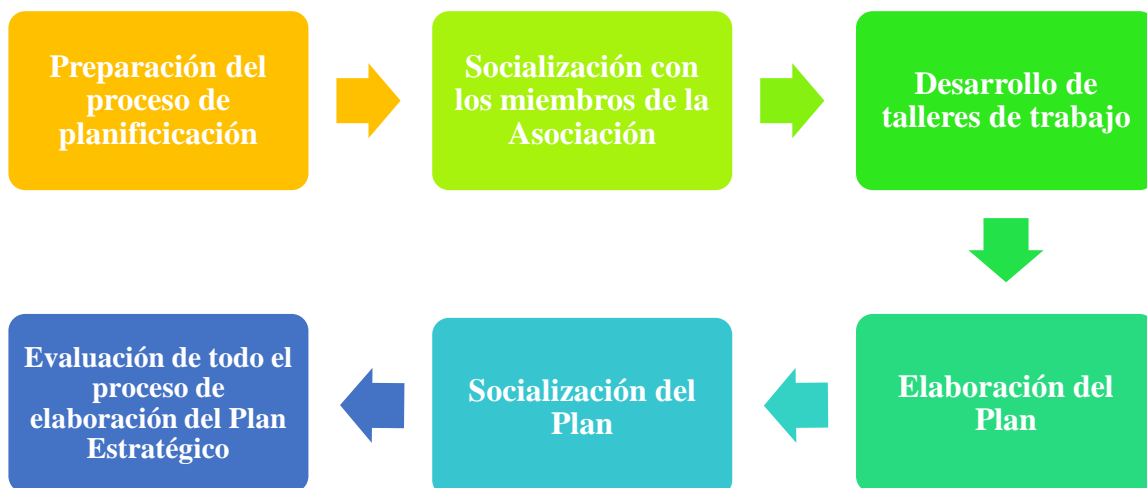 Preparación del
proceso de
planificicación
Socialización con
los miembros de la
Asociación
Desarrollo de
talleres de trabajo
Elaboración del
Plan
Socialización del
Plan
Evaluación de todo el
proceso de
elaboración del Plan
Estratégico